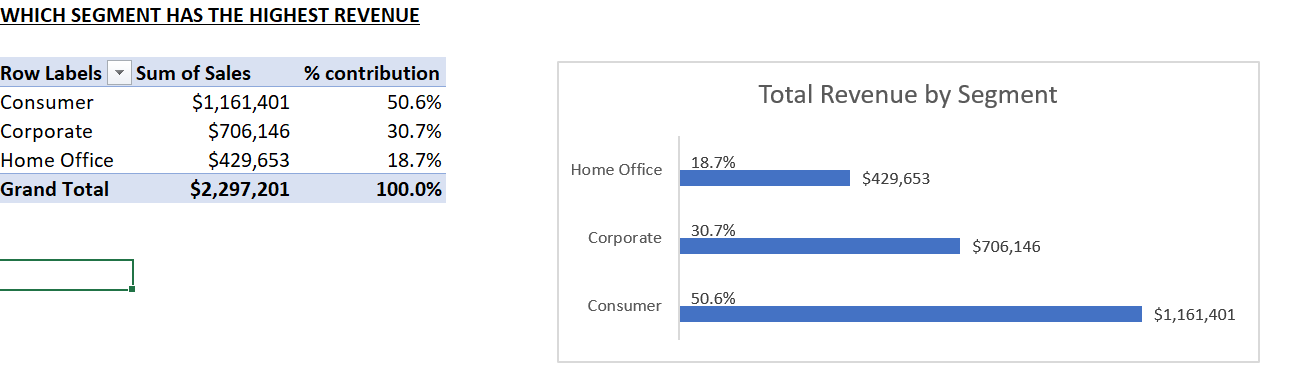 WHICH SEGMENT HAS THE HIGHEST REVENUE
Row Labels Sum of Sales % contribution
Consumer $1,161,401 50.6%
Corporate $706,146 30.7%
Home Office $429,653 18.7%
Grand Total $2,297,201 100.0%
Total Revenue by Segment
Home Office 18.7% $429,653
Corporate 30.7% $706,146
Consumer 50.6% $1,161,401